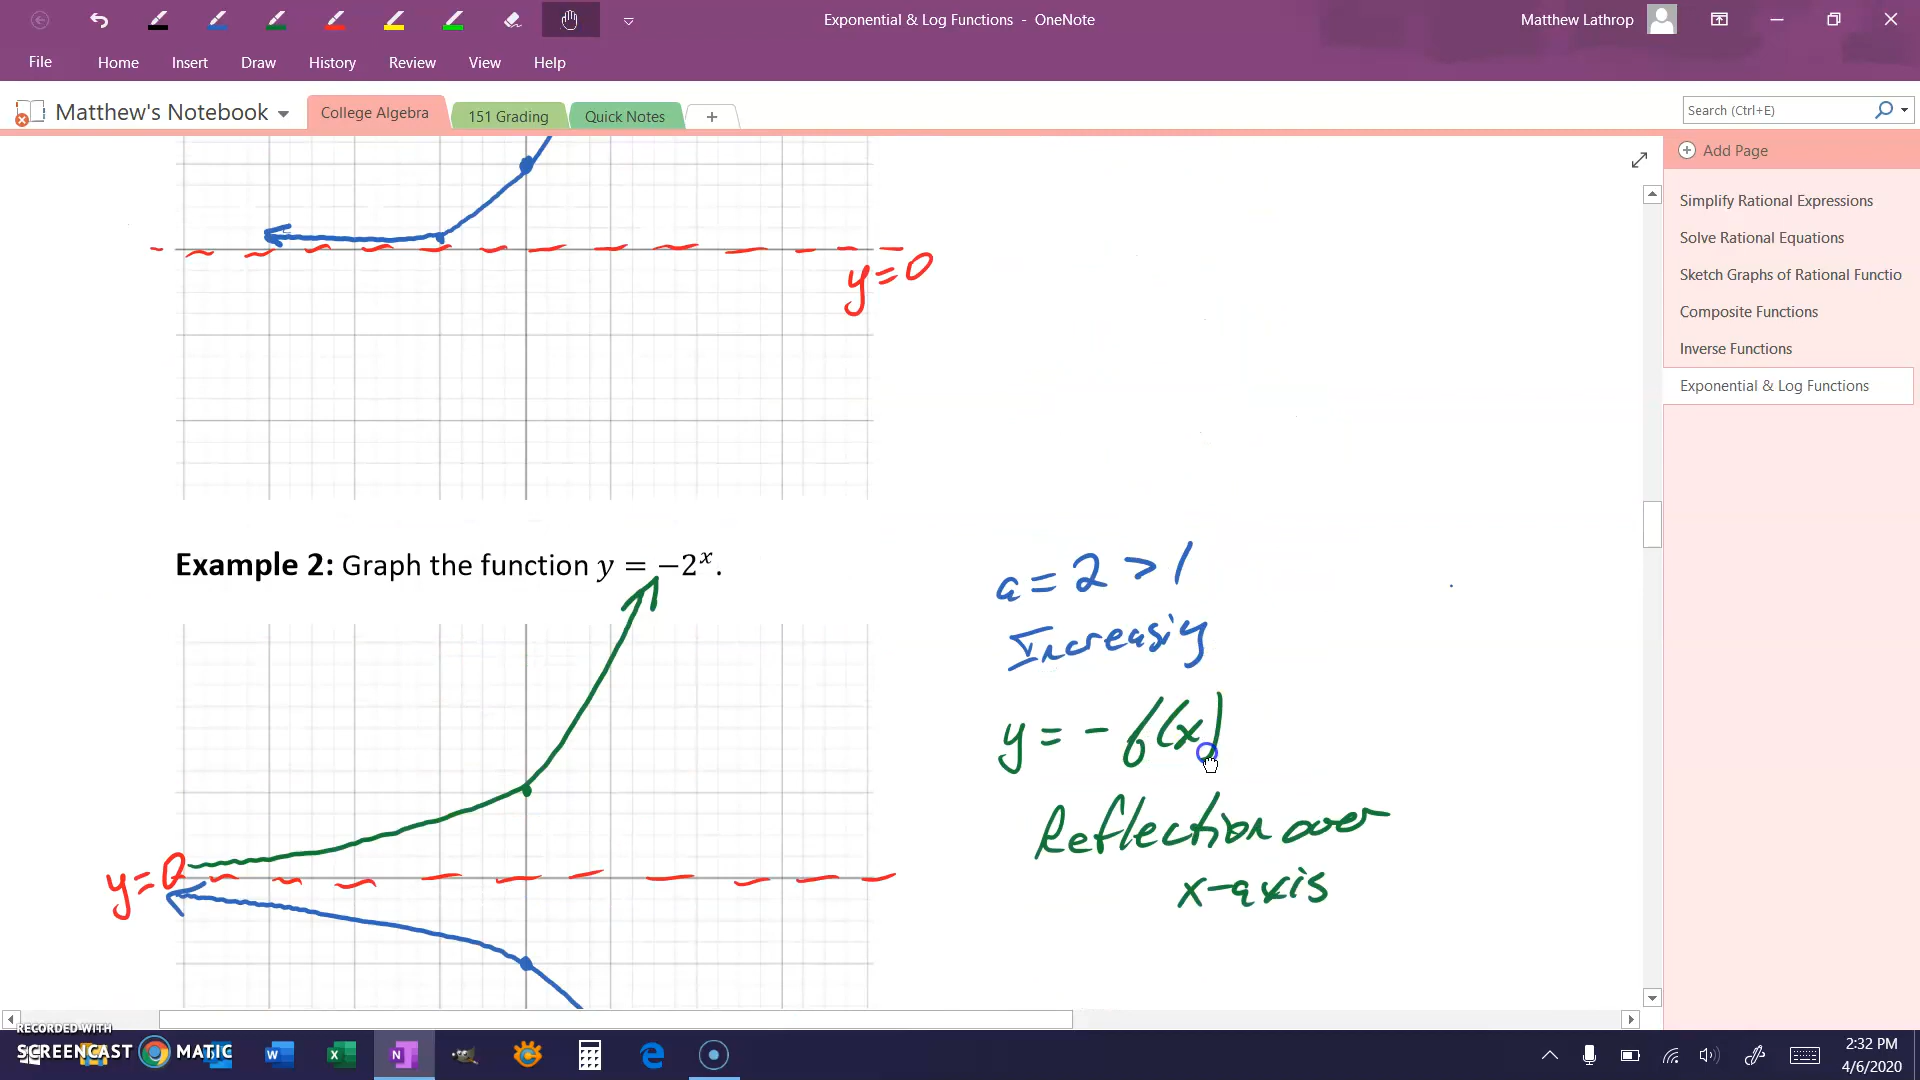 Exponential & Log Functions - OneNote
Matthew Lathrop
File Home Insert Draw History Review View Help
Matthew's Notebook
College Algebra
151 Grading
Quick Notes
Search (Ctrl+E)
Add Page
Simplify Rational Expressions
Solve Rational Equations
Sketch Graphs of Rational Functio
Composite Functions
Inverse Functions
Exponential & Log Functions
y=0
Example 2: Graph the function y = −2^x.
a = 2 > 1
Increasing
y = - f(x)
Reflection over
x-axis
y=0
RECORDED WITH
SCREENCAST MATIC
2:32 PM
4/6/2020